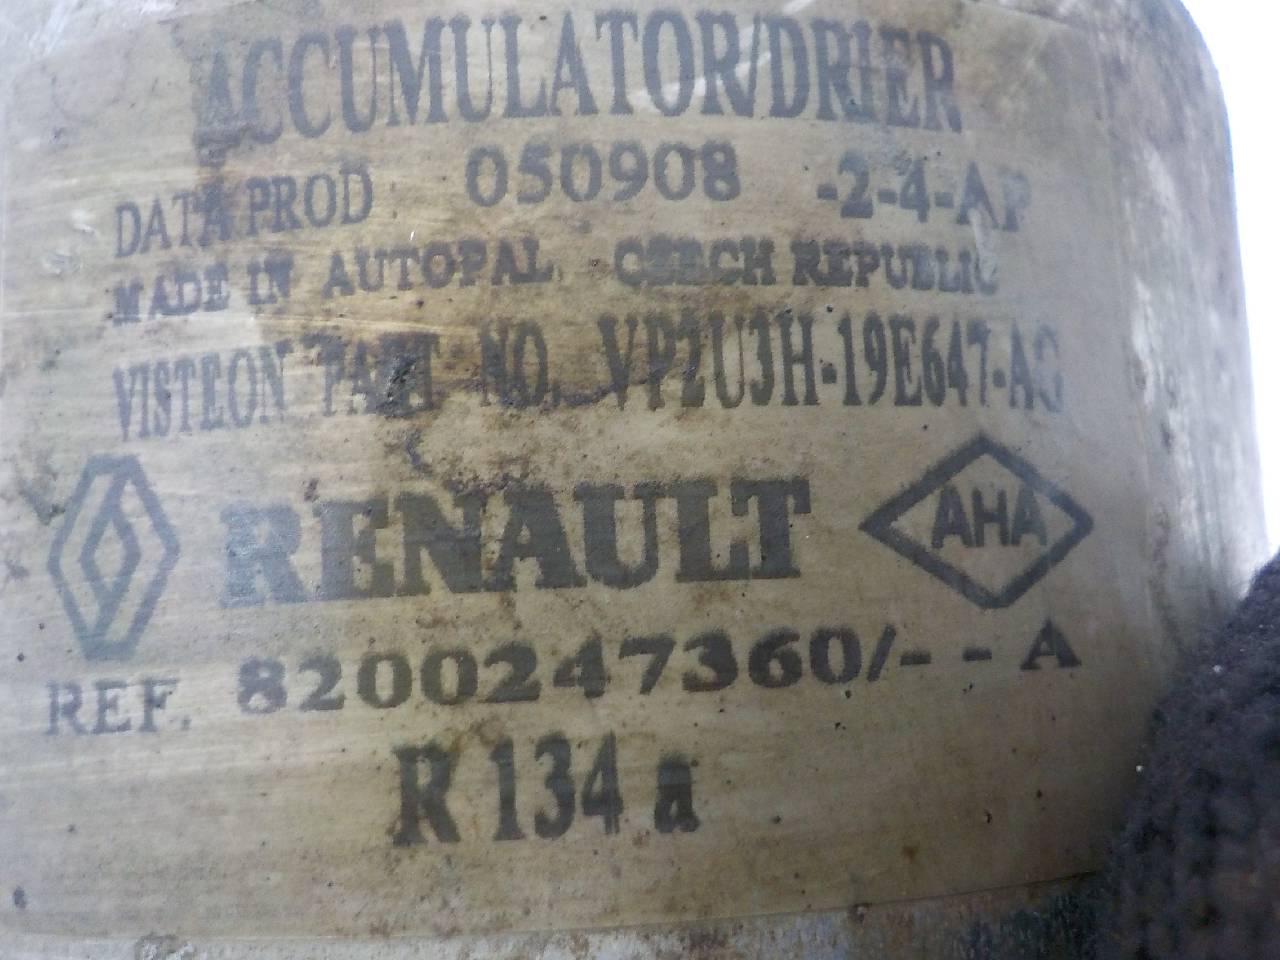 ACCUMULATOR/DRIER
DATA PROD 050908 -2-4-AP
MADE IN AUTOPAL CZECH REPUBLIC
VISTEON PART NO. VP2U3H-19E647-AC
RENAULT AHA
REF. 8200247360/- - A
R 134 a